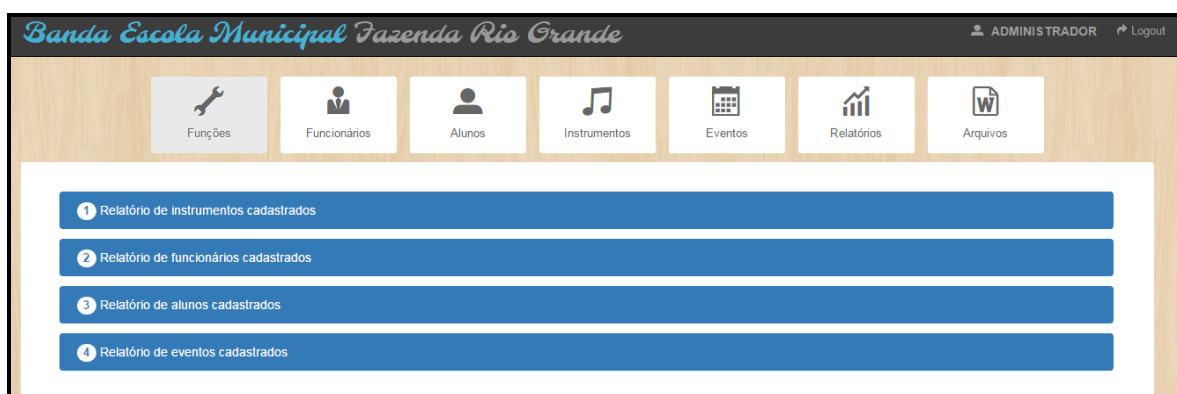 Banda Escola Municipal Fazenda Rio Grande
ADMINISTRADOR Logout
Funções Funcionários Alunos Instrumentos Eventos Relatórios Arquivos
1 Relatório de instrumentos cadastrados
2 Relatório de funcionários cadastrados
3 Relatório de alunos cadastrados
4 Relatório de eventos cadastrados